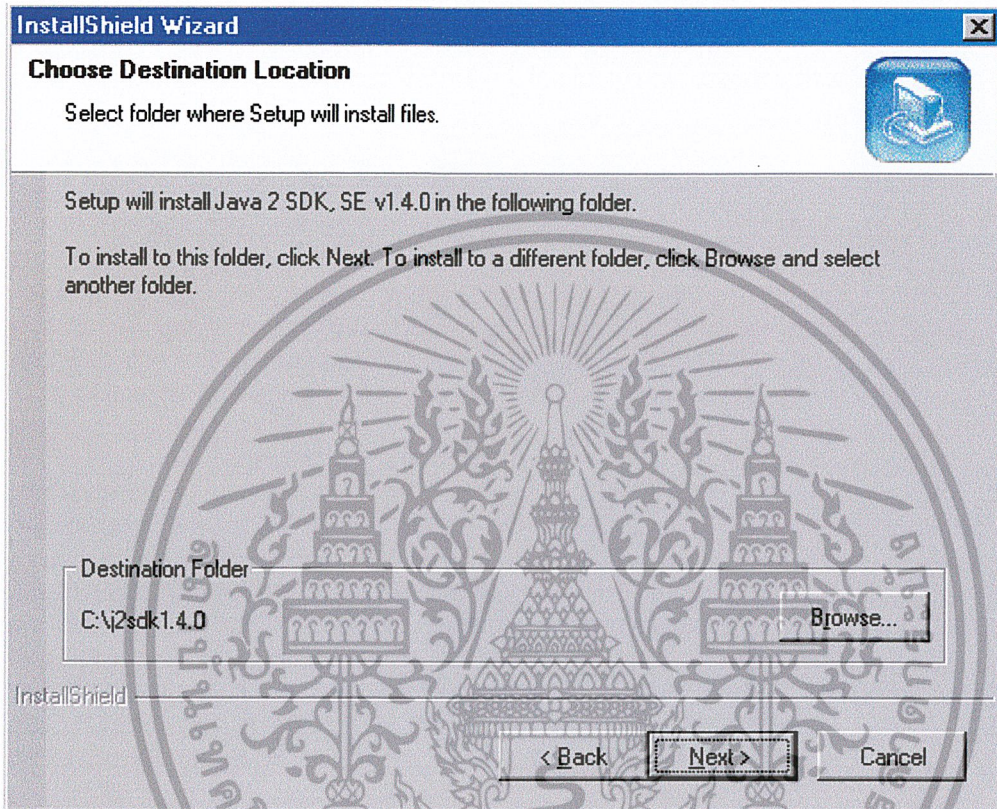 InstallShield Wizard
Choose Destination Location
Select folder where Setup will install files.
Setup will install Java 2 SDK, SE v1.4.0 in the following folder.
To install to this folder, click Next. To install to a different folder, click Browse and select
another folder.
Destination Folder
C:\j2sdk1.4.0
Browse...
InstallShield
< Back
Next >
Cancel